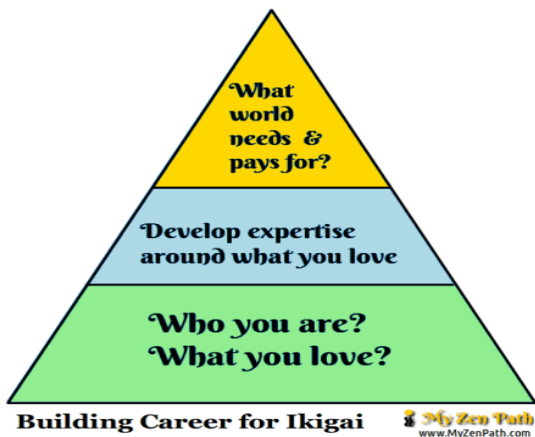 What
world
needs &
pays for?
Develop expertise
around what you love
Who you are?
What you love?
Building Career for Ikigai
My Zen Path
www.MyZenPath.com